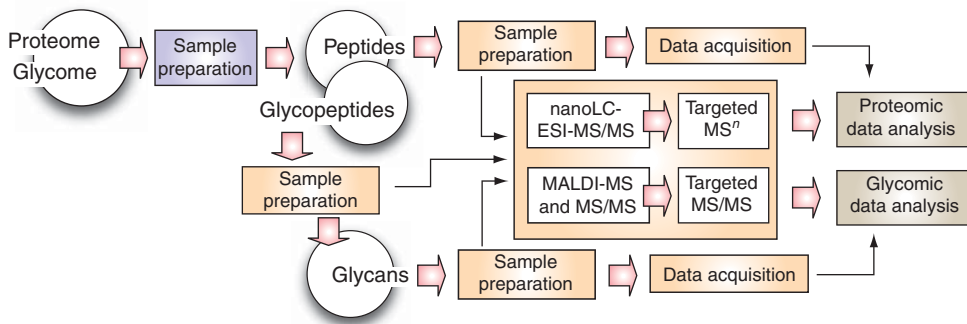 Proteome
Glycome
Sample
preparation
Peptides
Glycopeptides
Sample
preparation
Data acquisition
nanoLC-
ESI-MS/MS
Targeted
MSⁿ
Proteomic
data analysis
Sample
preparation
MALDI-MS
and MS/MS
Targeted
MS/MS
Glycomic
data analysis
Glycans
Sample
preparation
Data acquisition